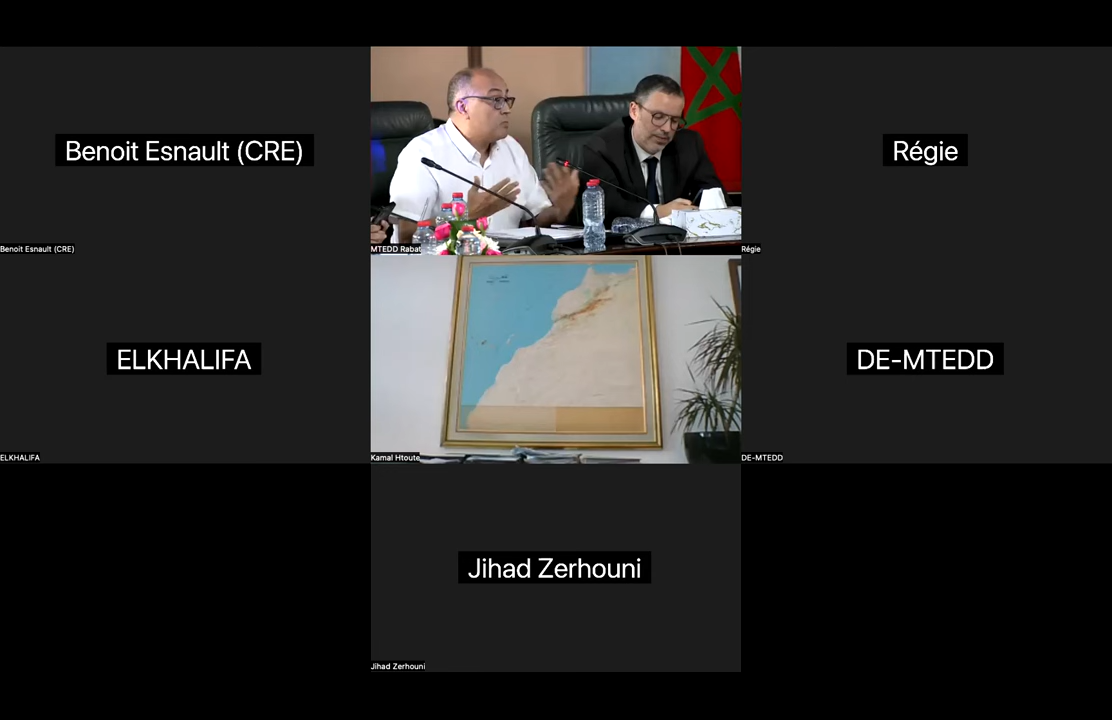 Benoit Esnault (CRE)
Benoit Esnault (CRE)
MTEDD Rabat
Régie
Régie
ELKHALIFA
ELKHALIFA
Kamal Htoute
DE-MTEDD
DE-MTEDD
Jihad Zerhouni
Jihad Zerhouni